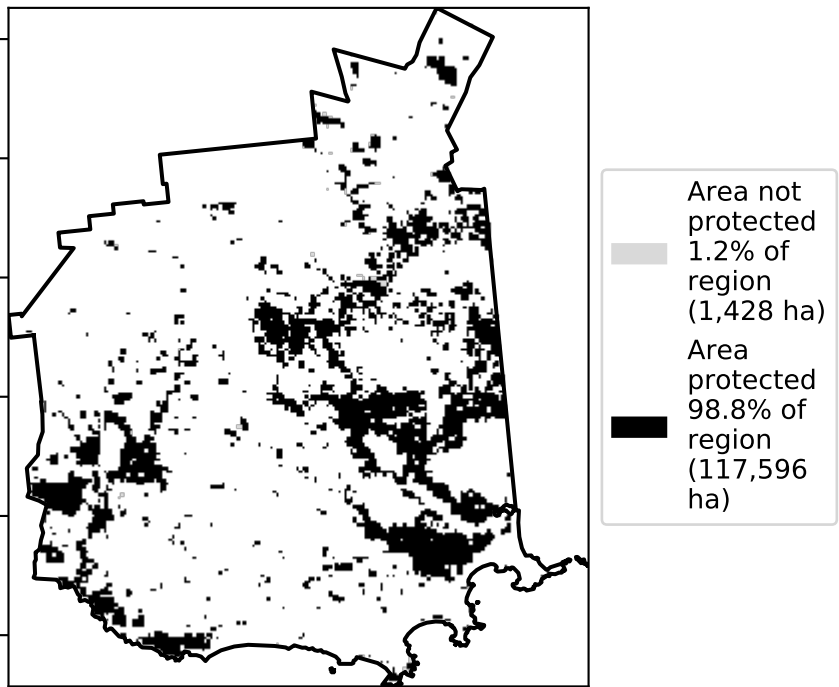 Area not
protected
1.2% of
region
(1,428 ha)
Area
protected
98.8% of
region
(117,596
ha)